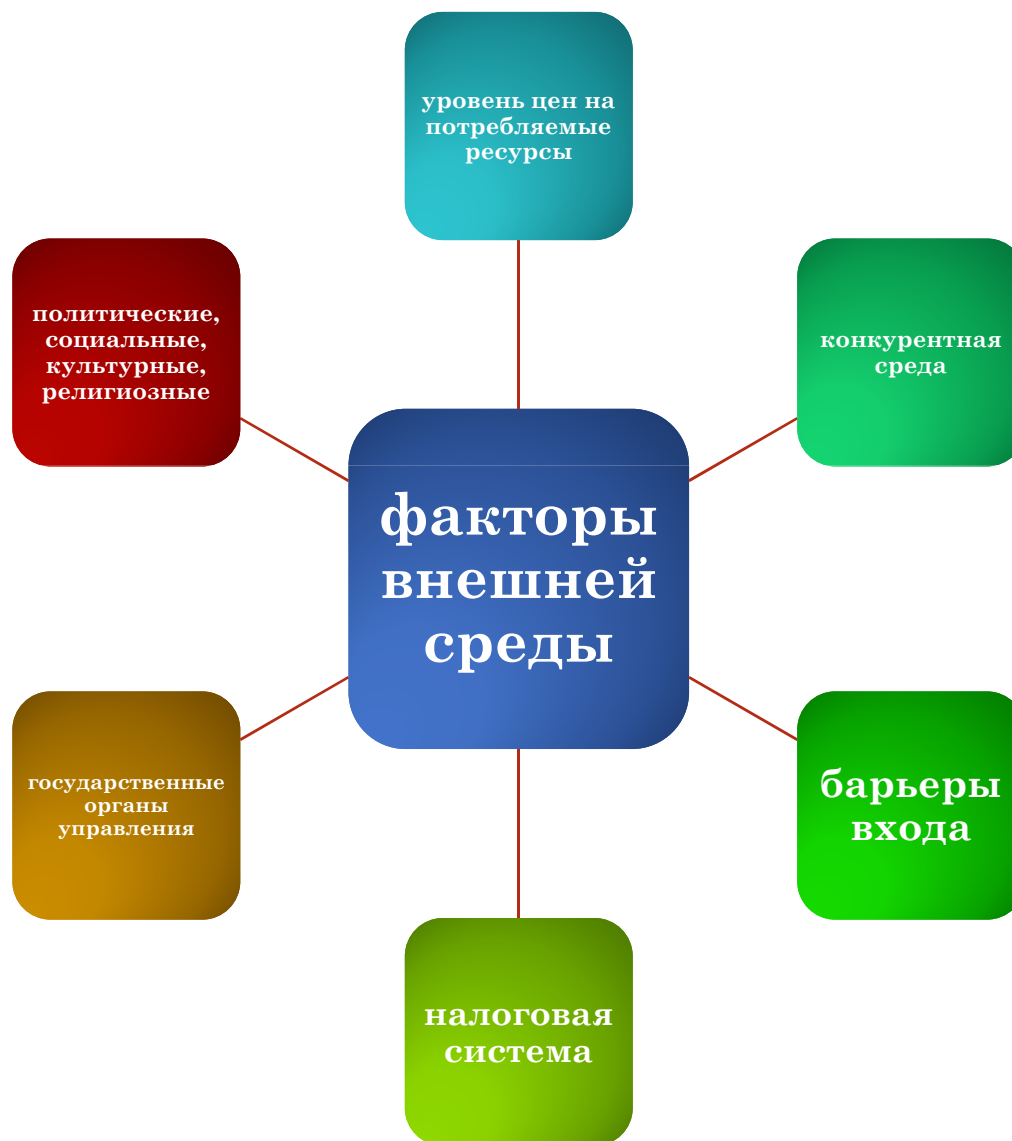 уровень цен на
потребляемые
ресурсы
политические,
социальные,
культурные,
религиозные
конкурентная
среда
факторы
внешней
среды
государственные
органы
управления
барьеры
входа
налоговая
система